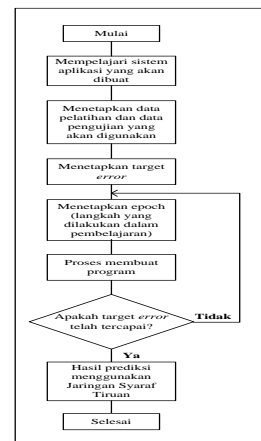 Mulai
Mempelajari sistem
aplikasi yang akan
dibuat
Menetapkan data
pelatihan dan data
pengujian yang
akan digunakan
Menetapkan target
error
Menetapkan epoch
(langkah yang
dilakukan dalam
pembelajaran)
Proses membuat
program
Apakah target error
telah tercapai?
Tidak
Ya
Hasil prediksi
menggunakan
Jaringan Syaraf
Tiruan
Selesai